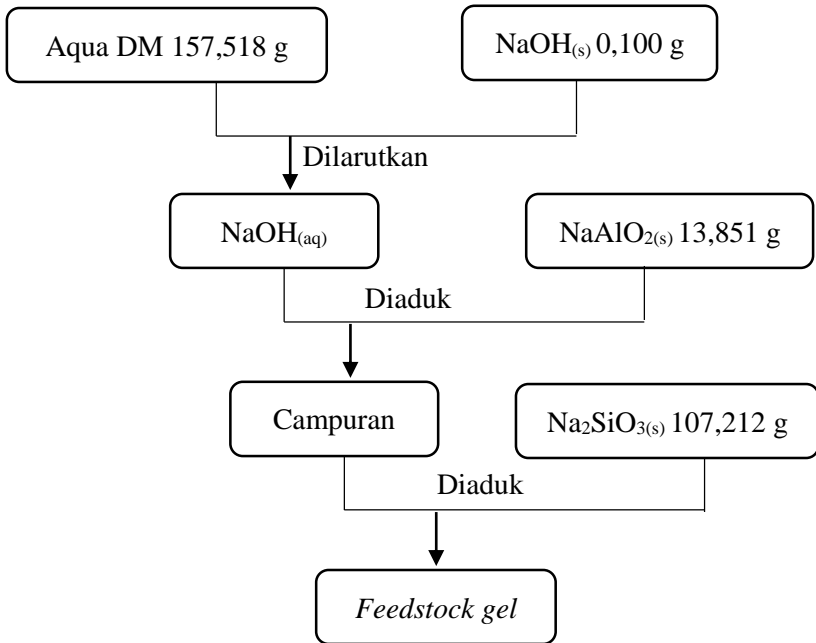 Aqua DM 157,518 g
NaOH(s) 0,100 g
Dilarutkan
NaOH(aq)
NaAlO2(s) 13,851 g
Diaduk
Campuran
Na2SiO3(s) 107,212 g
Diaduk
Feedstock gel